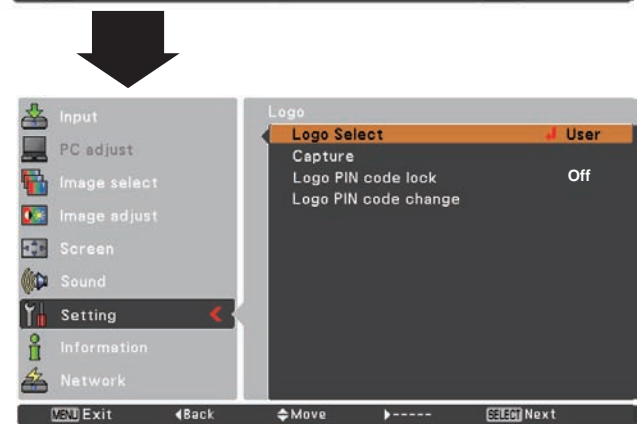 Input
PC adjust
Image select
Image adjust
Screen
Sound
Setting
Information
Network
Logo
Logo Select User
Capture
Logo PIN code lock Off
Logo PIN code change
MENU Exit ◀Back Move ▶----- SELECT Next